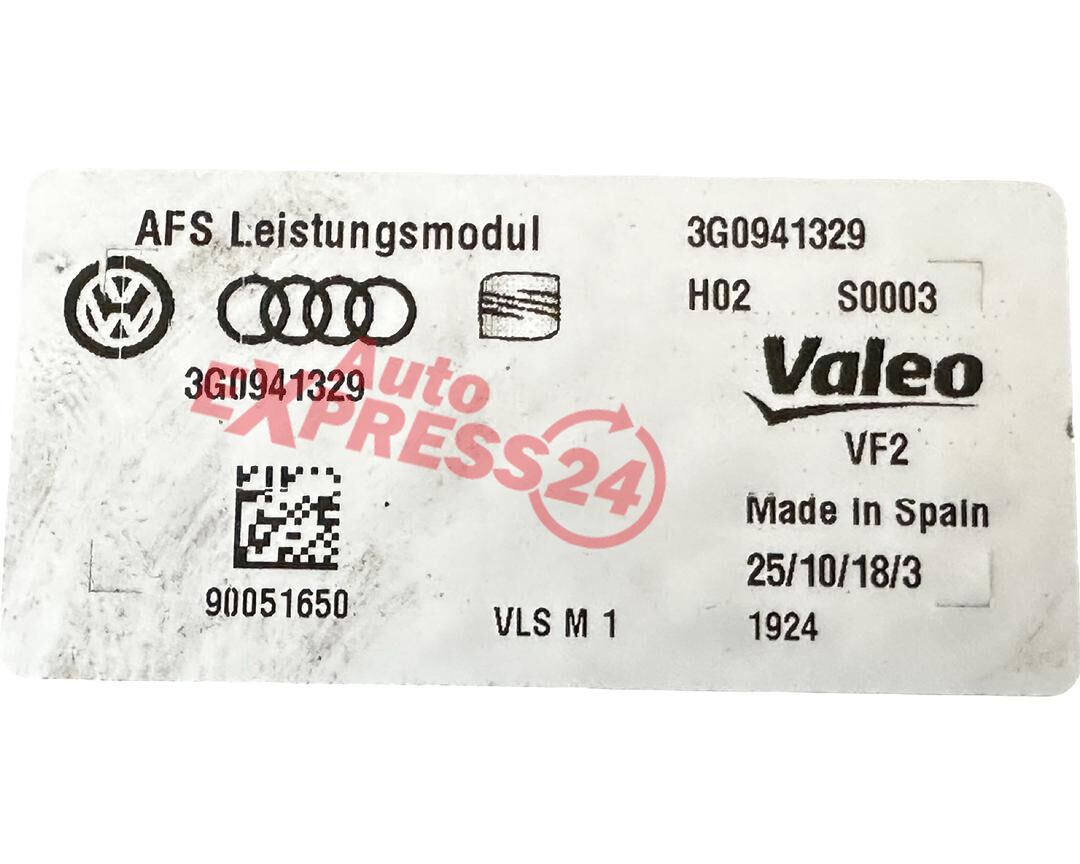 AFS Leistungsmodul 3G0941329
H02 S0003
3G0941329
Valeo
VF2
Auto
EXPRESS24
90051650
VLS M 1
Made in Spain
25/10/18/3
1924